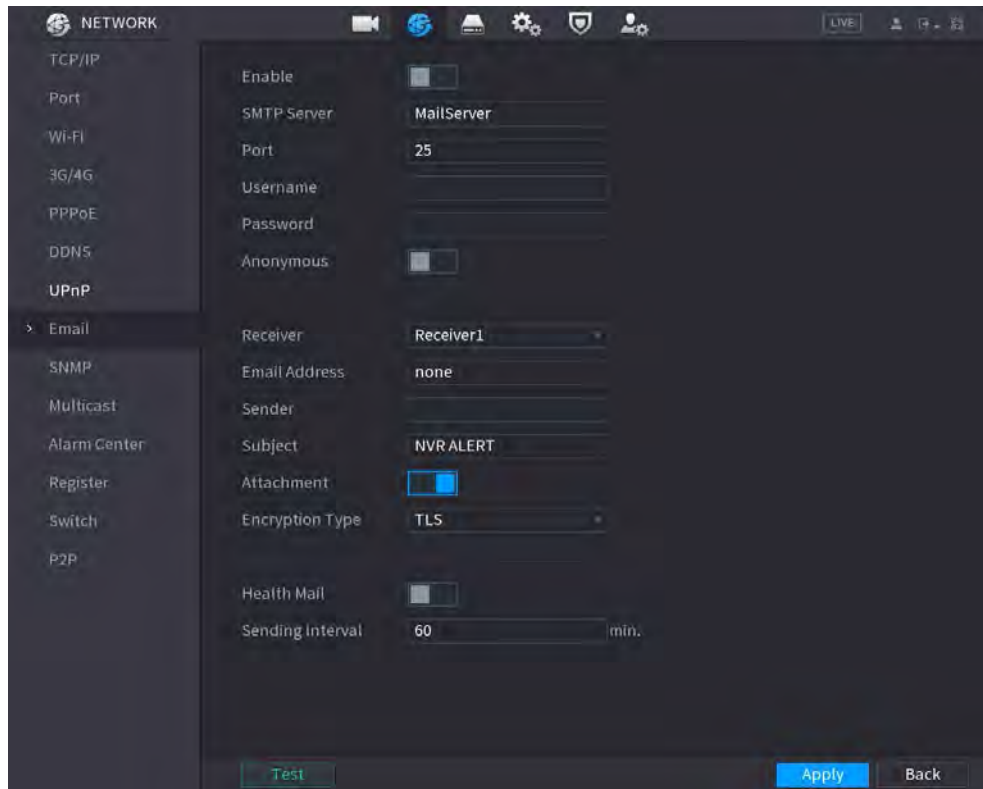 NETWORK
LIVE
TCP/IP
Port
Wi-Fi
3G/4G
PPPoE
DDNS
UPnP
> Email
SNMP
Multicast
Alarm Center
Register
Switch
P2P
Enable
SMTP Server MailServer
Port 25
Username
Password
Anonymous
Receiver Receiver1
Email Address none
Sender
Subject NVR ALERT
Attachment
Encryption Type TLS
Health Mail
Sending Interval 60 min.
Test Apply Back